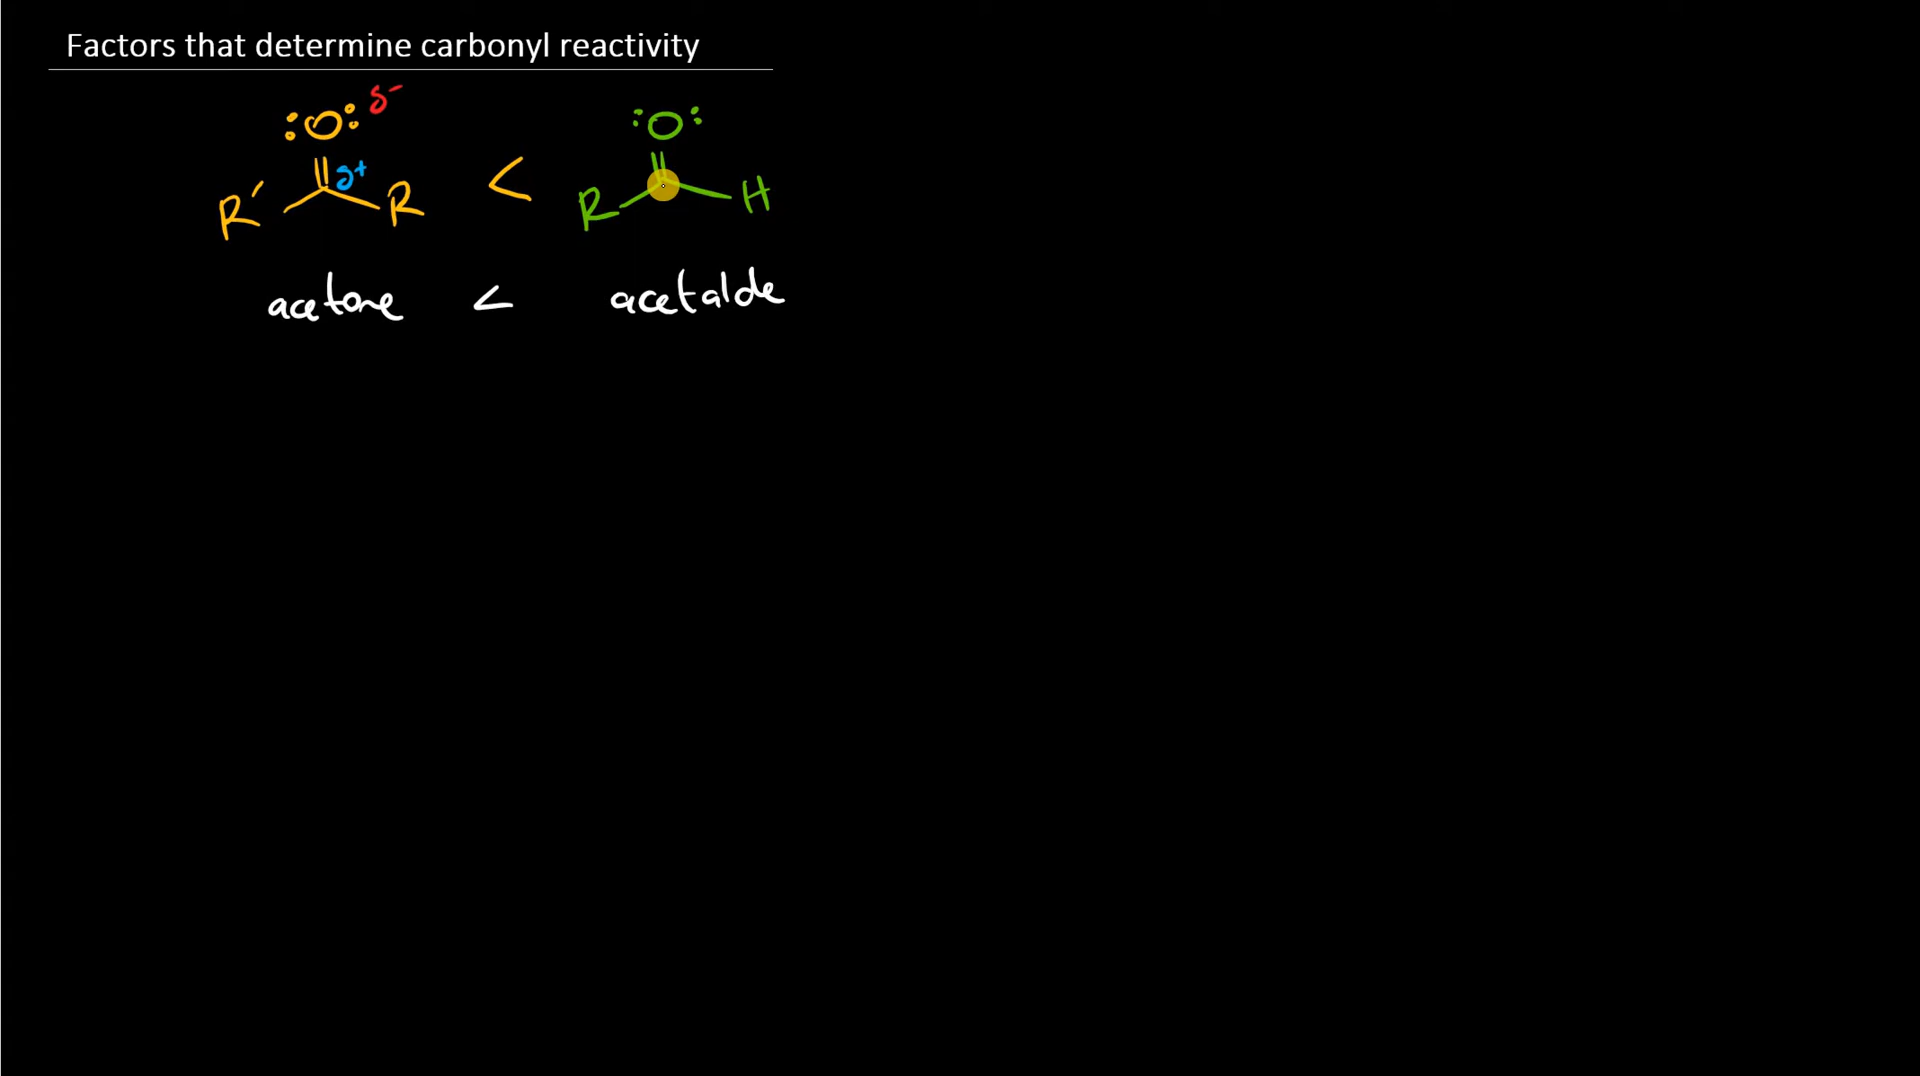 Factors that determine carbonyl reactivity
:O: δ- :O:
δ+
R' R < R H
acetone < acetalde